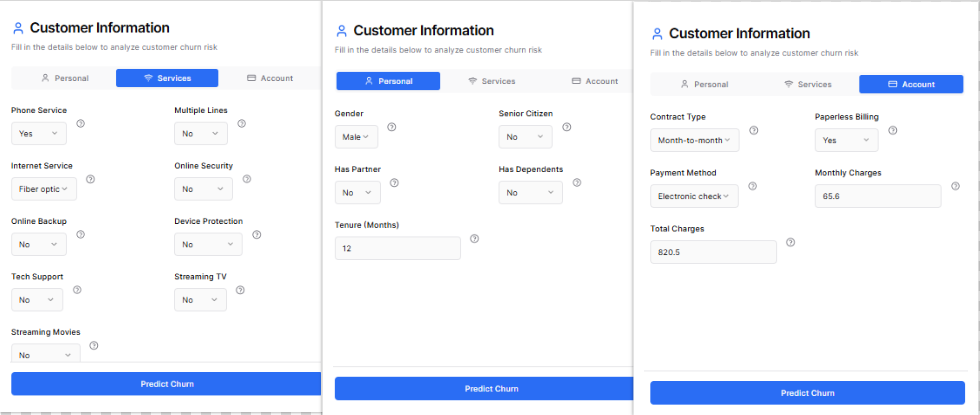 Customer Information
Fill in the details below to analyze customer churn risk
Personal Services Account
Phone Service Multiple Lines
Yes No
Internet Service Online Security
Fiber optic No
Online Backup Device Protection
No No
Tech Support Streaming TV
No No
Streaming Movies
No
Predict Churn
Customer Information
Fill in the details below to analyze customer churn risk
Personal Services Account
Gender Senior Citizen
Male No
Has Partner Has Dependents
No No
Tenure (Months)
12
Predict Churn
Customer Information
Fill in the details below to analyze customer churn risk
Personal Services Account
Contract Type Paperless Billing
Month-to-month Yes
Payment Method Monthly Charges
Electronic check 65.6
Total Charges
820.5
Predict Churn